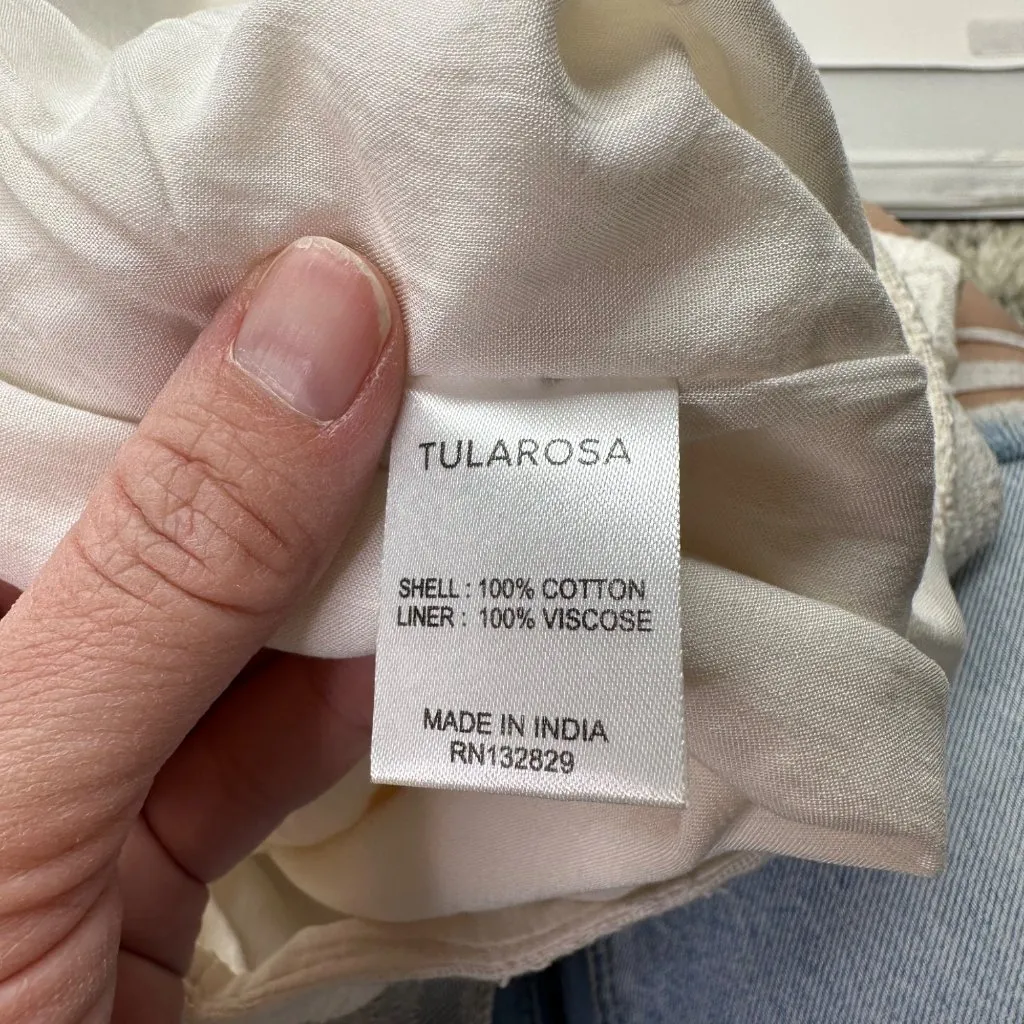 TULAROSA
SHELL : 100% COTTON
LINER : 100% VISCOSE
MADE IN INDIA
RN132829